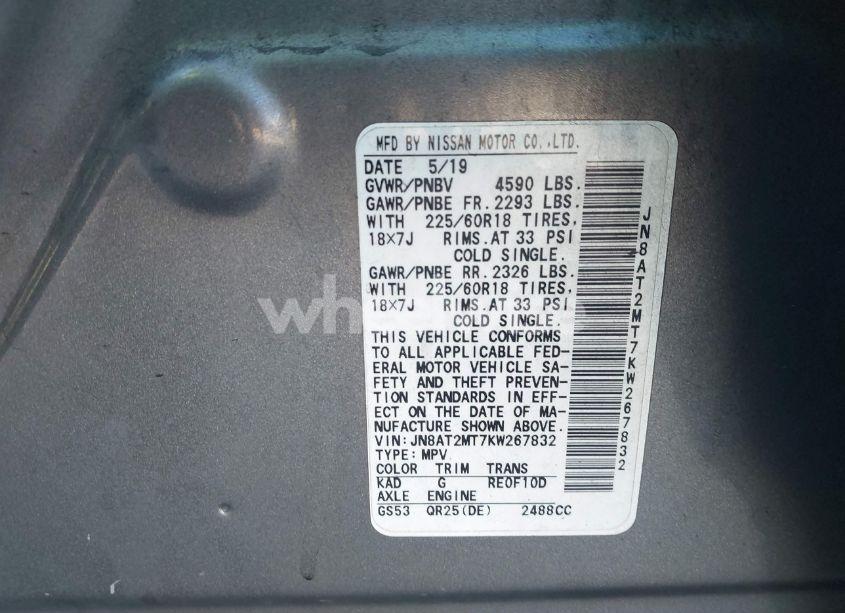 MFD BY NISSAN MOTOR CO.,LTD.
DATE 5/19
GVWR/PNBV 4590 LBS.
GAWR/PNBE FR. 2293 LBS.
WITH 225/60R18 TIRES.
18×7J RIMS. AT 33 PSI
COLD SINGLE.
GAWR/PNBE RR. 2326 LBS.
WITH 225/60R18 TIRES.
18×7J RIMS. AT 33 PSI
COLD SINGLE.
THIS VEHICLE CONFORMS
TO ALL APPLICABLE FED-
ERAL MOTOR VEHICLE SA-
FETY AND THEFT PREVEN-
TION STANDARDS IN EFF-
ECT ON THE DATE OF MA-
NUFACTURE SHOWN ABOVE.
VIN:JN8AT2MT7KW267832
TYPE:MPV
COLOR TRIM TRANS
KAD G RE0F10D
AXLE ENGINE
GS53 QR25(DE) 2488CC
JN8AT2MT7KW267832